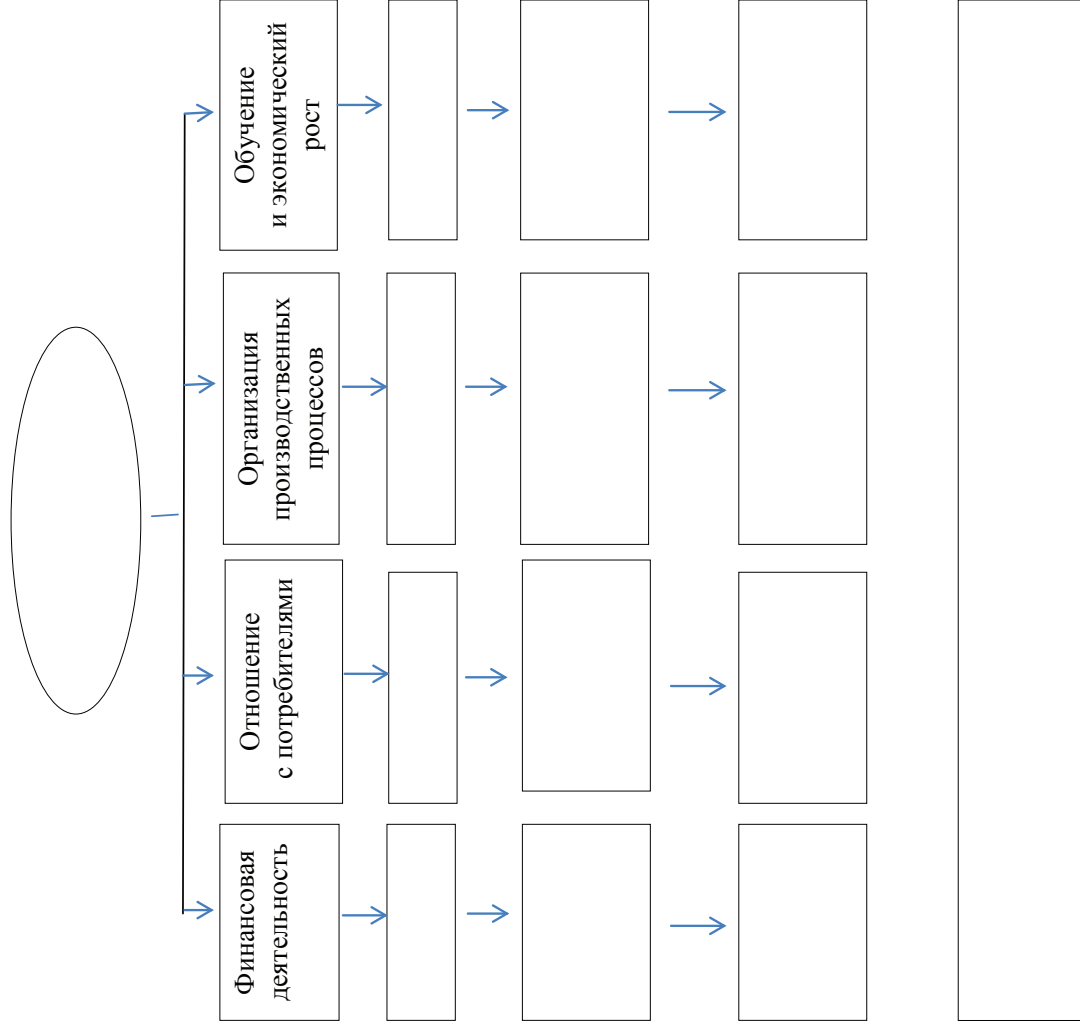 Финансовая
деятельность
Отношение
с потребителями
Организация
производственных
процессов
Обучение
и экономический
рост